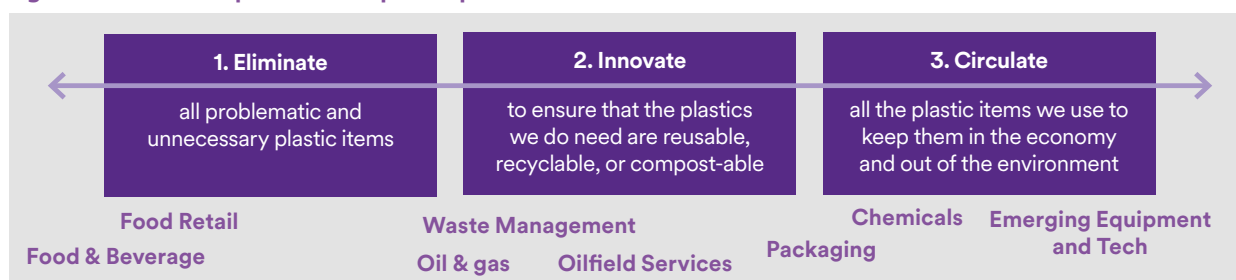 1. Eliminate
all problematic and
unnecessary plastic items
2. Innovate
to ensure that the plastics
we do need are reusable,
recyclable, or compost-able
3. Circulate
all the plastic items we use to
keep them in the economy
and out of the environment
Food Retail
Food & Beverage
Waste Management
Oil & gas
Oilfield Services
Packaging
Chemicals
Emerging Equipment
and Tech